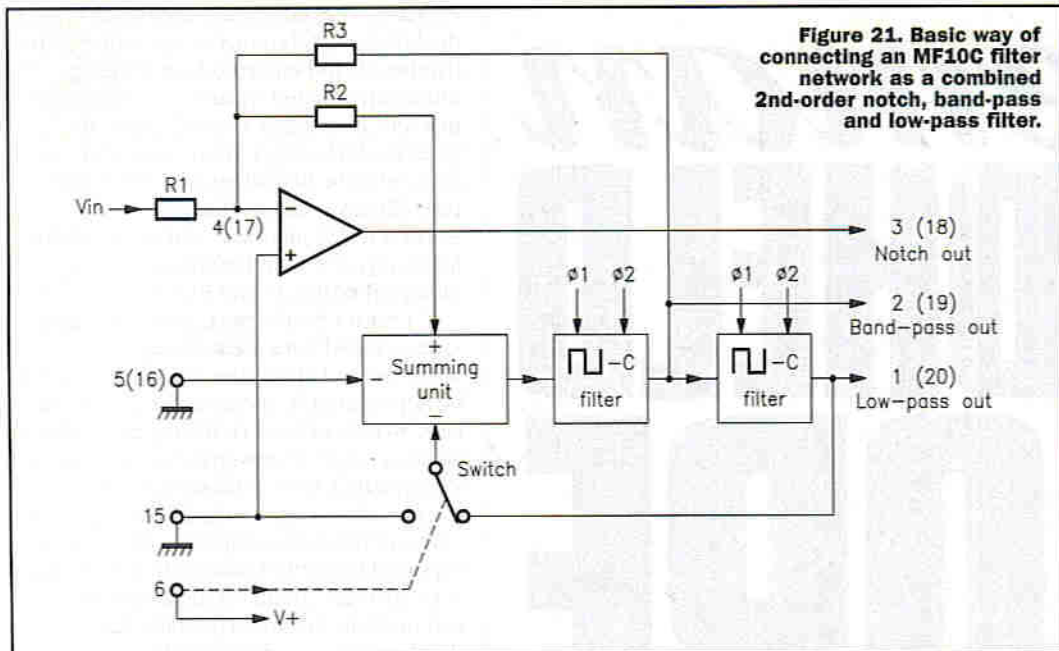 Figure 21. Basic way of
connecting an MF10C filter
network as a combined
2nd-order notch, band-pass
and low-pass filter.
R3
R2
R1
Vin
4(17)
−
+
3 (18)
Notch out
ø1 ø2
ø1 ø2
2 (19)
Band-pass out
5(16)
+
−
Summing
unit
−
-C
filter
-C
filter
1 (20)
Low-pass out
Switch
15
6
V+